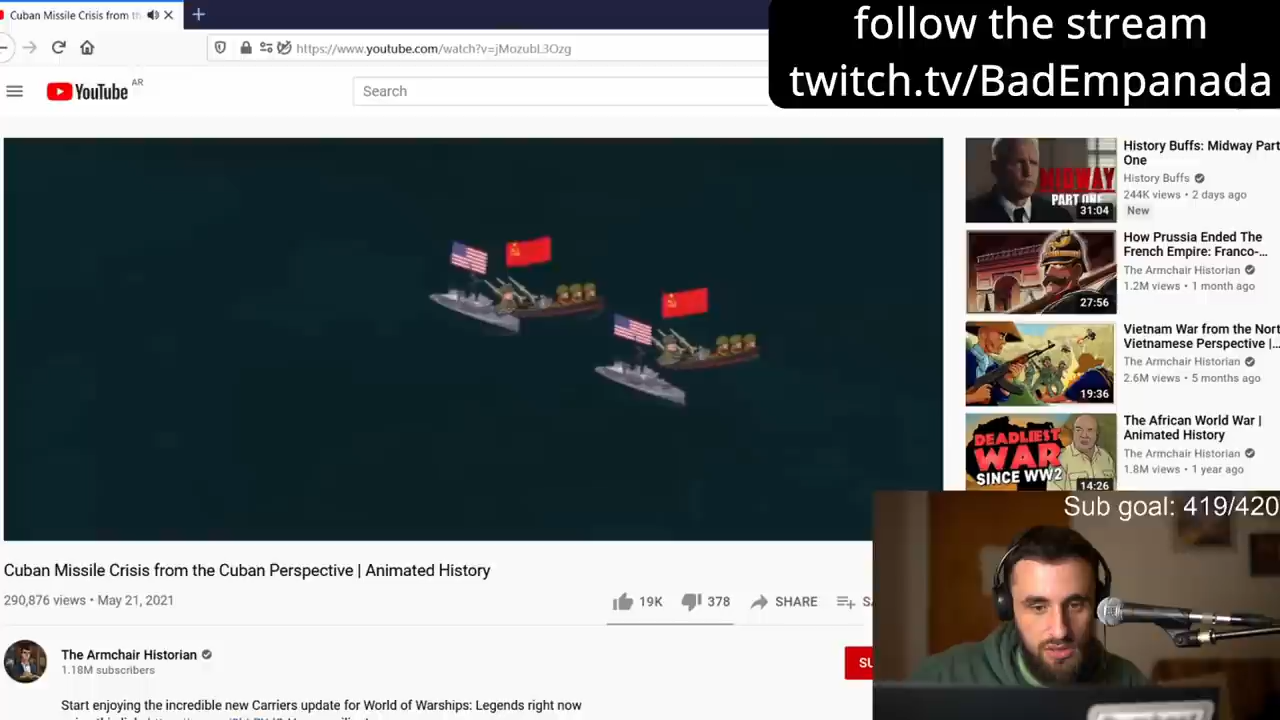 Cuban Missile Crisis from th
follow the stream
twitch.tv/BadEmpanada
https://www.youtube.com/watch?v=jMozubL3Ozg
YouTube
AR
Search
History Buffs: Midway Part
One
History Buffs
244K views • 2 days ago
New
MIDWAY
PART ONE
31:04
How Prussia Ended The
French Empire: Franco-...
The Armchair Historian
1.2M views • 1 month ago
27:56
Vietnam War from the Nort
Vietnamese Perspective |...
The Armchair Historian
2.6M views • 5 months ago
19:36
The African World War |
Animated History
The Armchair Historian
1.8M views • 1 year ago
DEADLIEST
WAR
SINCE WW2
14:26
Sub goal: 419/420
Cuban Missile Crisis from the Cuban Perspective | Animated History
290,876 views • May 21, 2021
19K
378
SHARE
SA
The Armchair Historian
1.18M subscribers
SU
Start enjoying the incredible new Carriers update for World of Warships: Legends right now